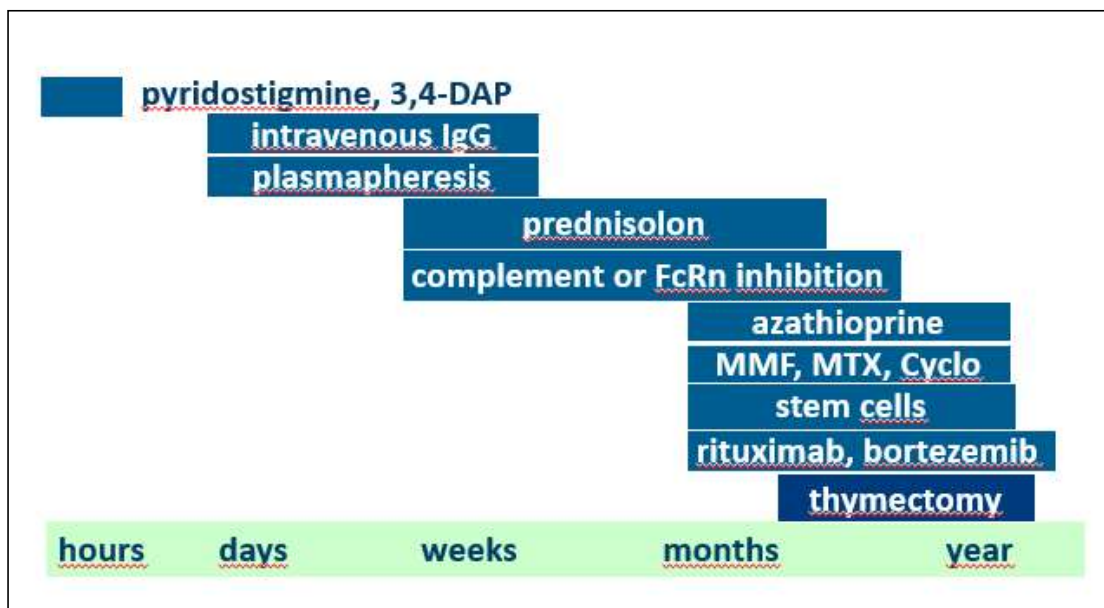 pyridostigmine, 3,4-DAP
intravenous IgG
plasmapheresis
prednisolon
complement or FcRn inhibition
azathioprine
MMF, MTX, Cyclo
stem cells
rituximab, bortezemib
thymectomy
hours days weeks months year